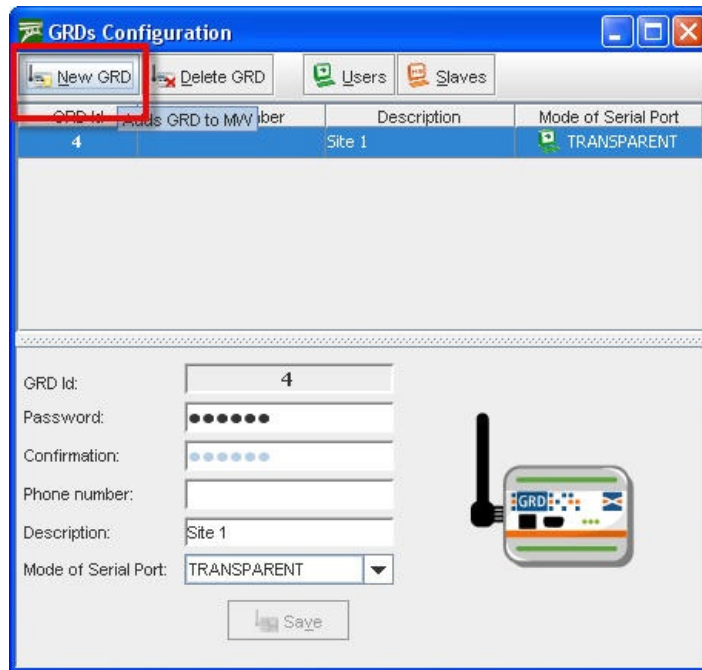 GRDs Configuration
New GRD Delete GRD Users Slaves
Adds GRD to MW
GRD Id Description Mode of Serial Port
4 Site 1 TRANSPARENT
GRD Id: 4
Password: ●●●●●●
Confirmation: ●●●●●●
Phone number:
Description: Site 1
Mode of Serial Port: TRANSPARENT
GRD
Save